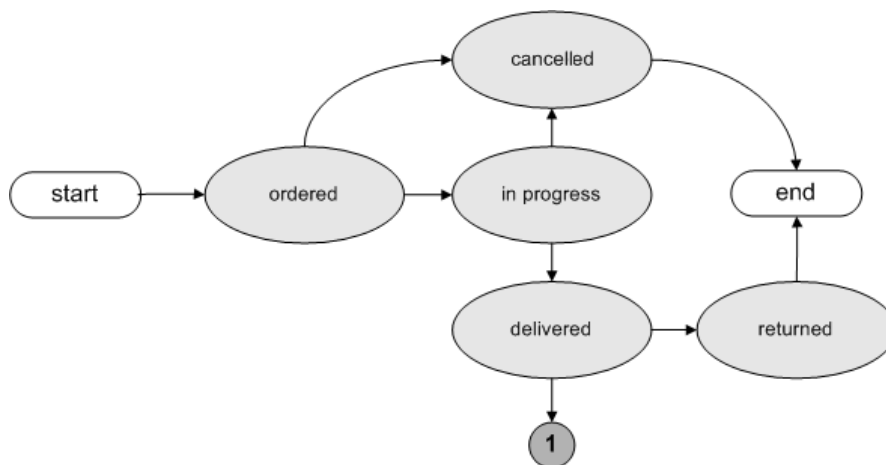 cancelled
start
ordered
in progress
end
delivered
returned
1